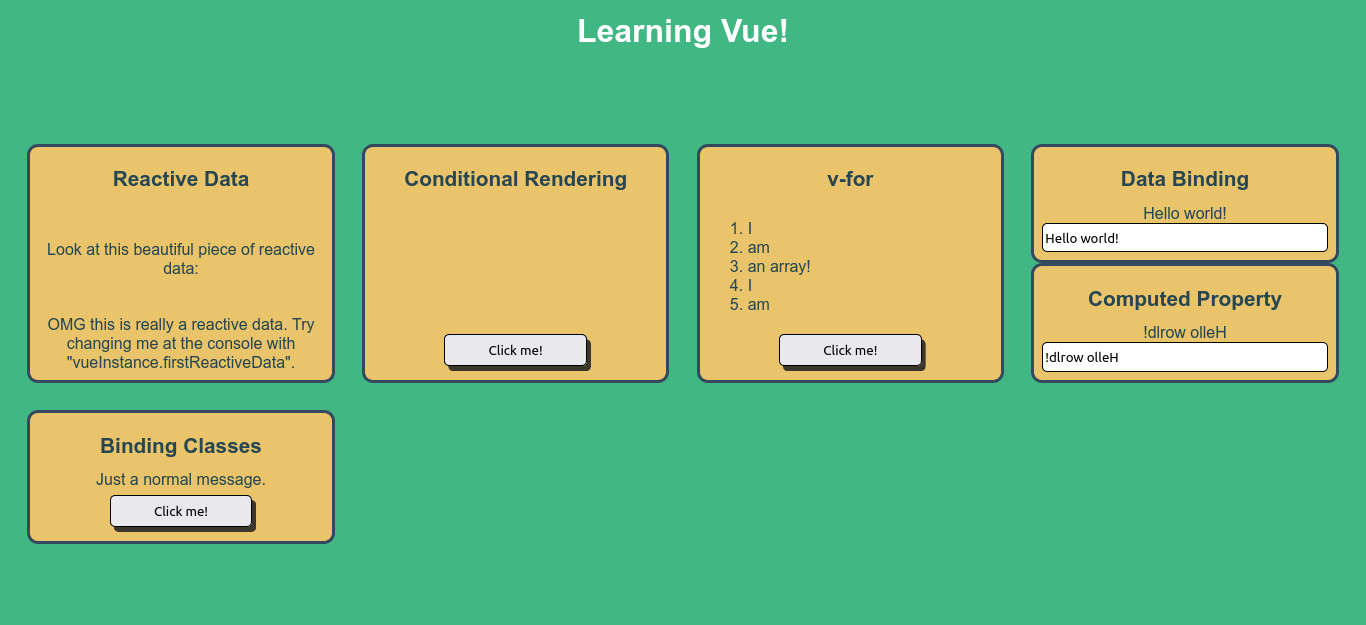 Learning Vue!
Reactive Data
Look at this beautiful piece of reactive
data:
OMG this is really a reactive data. Try
changing me at the console with
"vueInstance.firstReactiveData".
Conditional Rendering
Click me!
v-for
1. I
2. am
3. an array!
4. I
5. am
Click me!
Data Binding
Hello world!
Hello world!
Computed Property
!dlrow olleH
!dlrow olleH
Binding Classes
Just a normal message.
Click me!